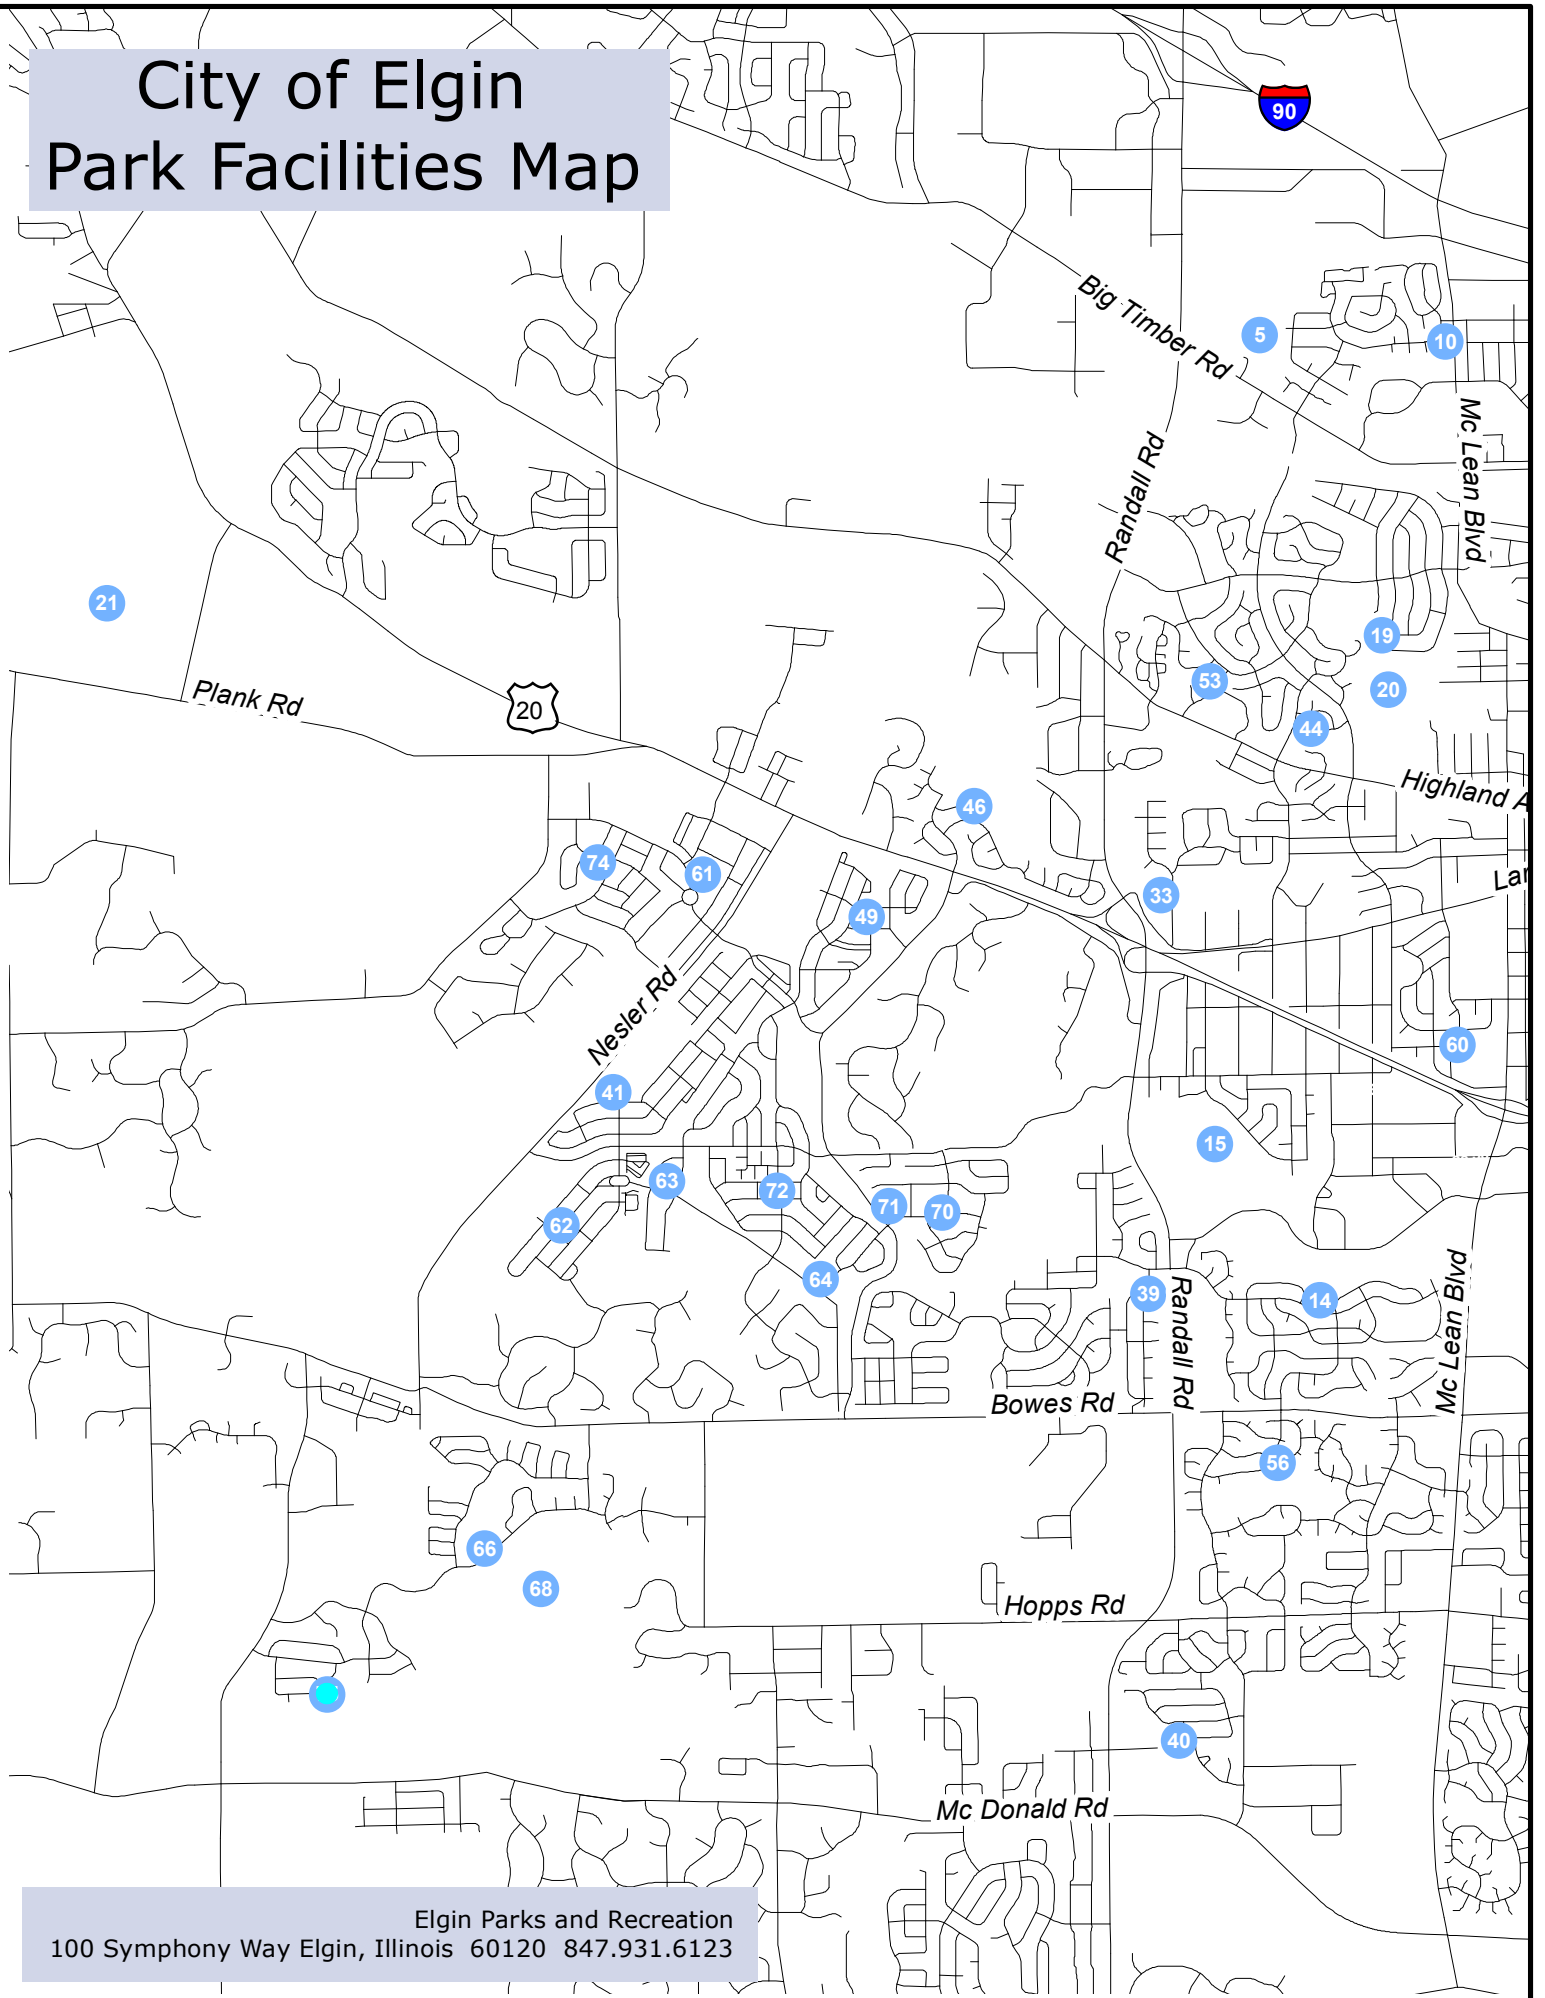 City of Elgin
Park Facilities Map
90
Big Timber Rd
5
10
Mc Lean Blvd
Randall Rd
21
19
53
20
Plank Rd
20
44
Highland A
46
74
61
Lar
33
49
Nesler Rd
60
41
15
63
72
62
71
70
64
39
14
Randall Rd
Mc Lean Blvd
Bowes Rd
56
66
68
Hopps Rd
40
Mc Donald Rd
Elgin Parks and Recreation
100 Symphony Way Elgin, Illinois 60120 847.931.6123